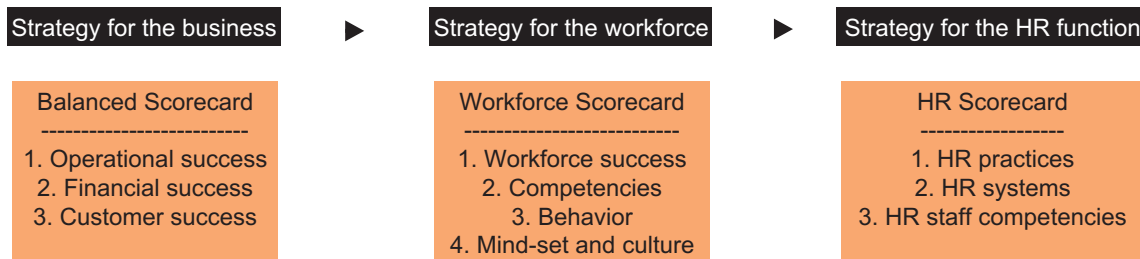 Strategy for the business
Strategy for the workforce
Strategy for the HR function
Balanced Scorecard
--------------------------
1. Operational success
2. Financial success
3. Customer success
Workforce Scorecard
---------------------------
1. Workforce success
2. Competencies
3. Behavior
4. Mind-set and culture
HR Scorecard
------------------
1. HR practices
2. HR systems
3. HR staff competencies